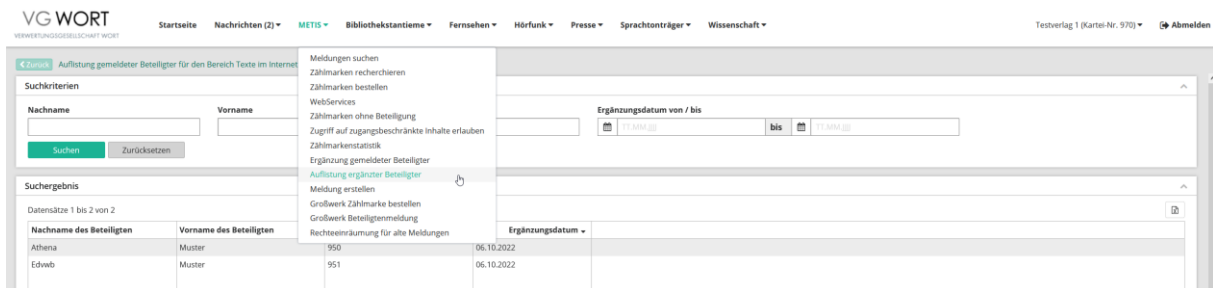 VG WORT
VERWERTUNGSGESELLSCHAFT WORT
Startseite Nachrichten (2) METIS Bibliothekstantieme Fernsehen Hörfunk Presse Sprachtonträger Wissenschaft Testverlag 1 (Kartei-Nr. 970) Abmelden
Zurück Auflistung gemeldeter Beteiligter für den Bereich Texte im Internet
Suchkriterien
Nachname Vorname Ergänzungsdatum von / bis
TT.MM.JJJJ bis TT.MM.JJJJ
Suchen Zurücksetzen
Meldungen suchen
Zählmarken recherchieren
Zählmarken bestellen
WebServices
Zählmarken ohne Beteiligung
Zugriff auf zugangsbeschränkte Inhalte erlauben
Zählmarkenstatistik
Ergänzung gemeldeter Beteiligter
Auflistung ergänzter Beteiligter
Meldung erstellen
Großwerk Zählmarke bestellen
Großwerk Beteiligtenmeldung
Rechteeinräumung für alte Meldungen
Suchergebnis
Datensätze 1 bis 2 von 2
Nachname des Beteiligten Vorname des Beteiligten Ergänzungsdatum
Athena Muster 950 06.10.2022
Edvwb Muster 951 06.10.2022